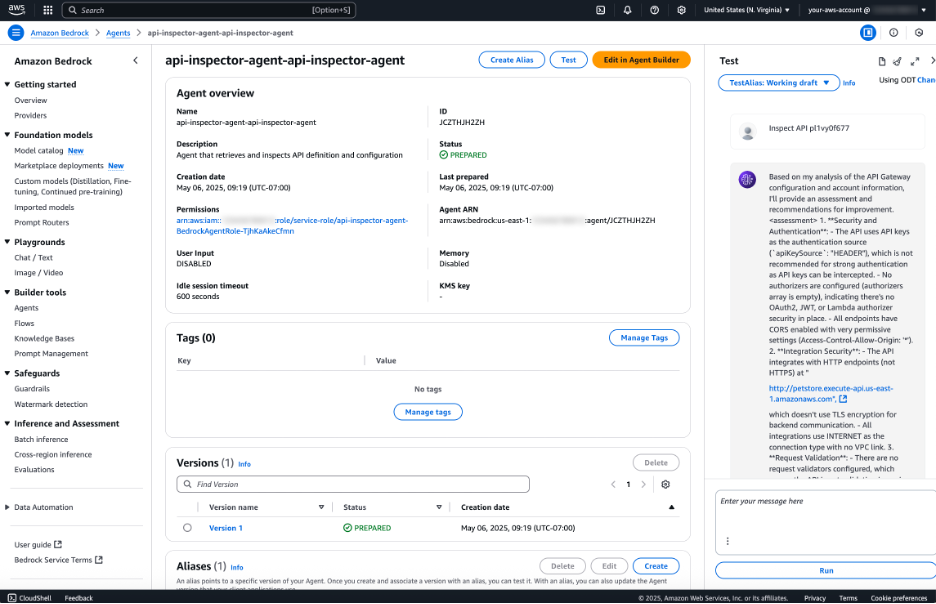 aws
Search
[Option+S]
United States (N. Virginia)
your-aws-account @
Amazon Bedrock > Agents > api-inspector-agent-api-inspector-agent
Amazon Bedrock
Getting started
Overview
Providers
Foundation models
Model catalog New
Marketplace deployments New
Custom models (Distillation, Fine-
tuning, Continued pre-training)
Imported models
Prompt Routers
Playgrounds
Chat / Text
Image / Video
Builder tools
Agents
Flows
Knowledge Bases
Prompt Management
Safeguards
Guardrails
Watermark detection
Inference and Assessment
Batch inference
Cross-region inference
Evaluations
Data Automation
User guide
Bedrock Service Terms
api-inspector-agent-api-inspector-agent
Create Alias
Test
Edit in Agent Builder
Agent overview
Name
api-inspector-agent-api-inspector-agent
ID
JCZTHJH2ZH
Description
Agent that retrieves and inspects API definition and configuration
Status
PREPARED
Creation date
May 06, 2025, 09:19 (UTC-07:00)
Last prepared
May 06, 2025, 09:19 (UTC-07:00)
Permissions
arn:aws:iam:: :role/service-role/api-inspector-agent-
BedrockAgentRole-TjhKaAkeCfmn
Agent ARN
arn:aws:bedrock:us-east-1: :agent/JCZTHJH2ZH
User Input
DISABLED
Memory
Disabled
Idle session timeout
600 seconds
KMS key
-
Tags (0)
Manage Tags
Key
Value
No tags
Manage tags
Versions (1) Info
Delete
Find Version
1
Version name
Status
Creation date
Version 1
PREPARED
May 06, 2025, 09:19 (UTC-07:00)
Aliases (1) Info
Delete
Edit
Create
An alias points to a specific version of your Agent. Once you create and associate a version with an alias, you can test it. With an alias, you can also update the Agent
Test
TestAlias: Working draft
Info
Using ODT Chan
Inspect API pl1vy0f677
Based on my analysis of the API Gateway
configuration and account information,
I'll provide an assessment and
recommendations for improvement.
<assessment> 1. **Security and
Authentication**: - The API uses API keys
as the authentication source
(`apiKeySource`: "HEADER"), which is not
recommended for strong authentication
as API keys can be intercepted. - No
authorizers are configured (authorizers
array is empty), indicating there's no
OAuth2, JWT, or Lambda authorizer
security in place. - All endpoints have
CORS enabled with very permissive
settings (Access-Control-Allow-Origin: '*').
2. **Integration Security**: - The API
integrates with HTTP endpoints (not
HTTPS) at "
http://petstore.execute-api.us-east-
1.amazonaws.com",
which doesn't use TLS encryption for
backend communication. - All
integrations use INTERNET as the
connection type with no VPC link. 3.
**Request Validation**: - There are no
request validators configured, which
Enter your message here
Run
CloudShell
Feedback
© 2025, Amazon Web Services, Inc. or its affiliates.
Privacy
Terms
Cookie preferences